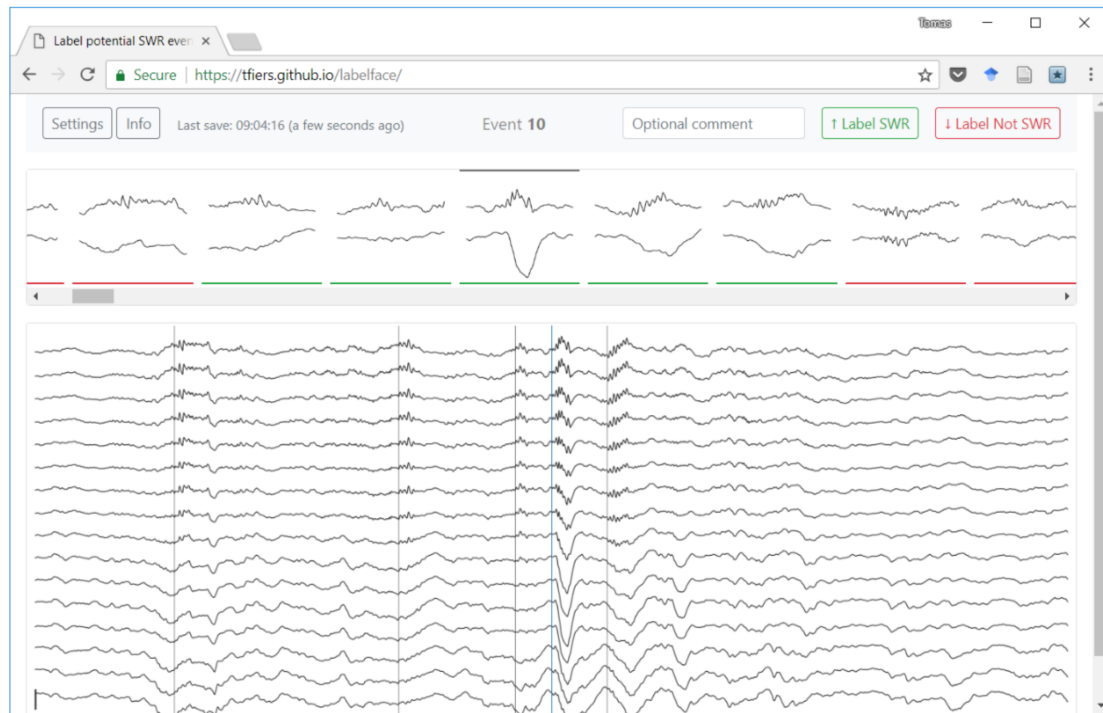 Tomas
Label potential SWR even
Secure | https://tfiers.github.io/labelface/
Settings Info Last save: 09:04:16 (a few seconds ago) Event 10 Optional comment ↑ Label SWR ↓ Label Not SWR